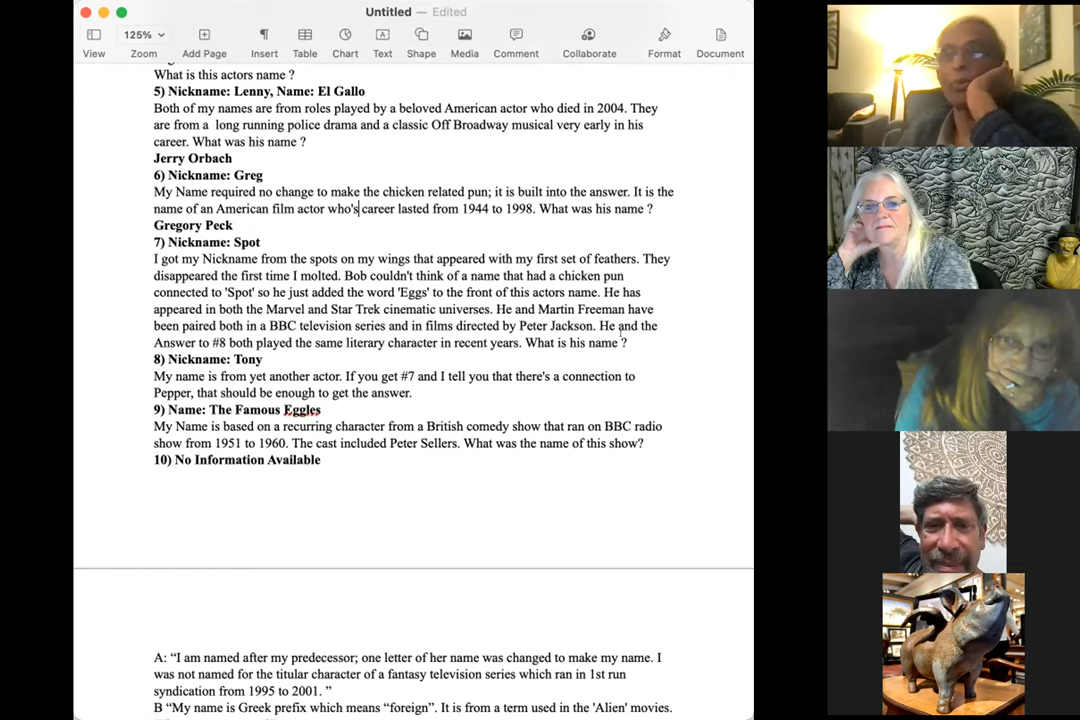 Untitled — Edited
125%
View Zoom Add Page Insert Table Chart Text Shape Media Comment Collaborate Format Document
What is this actors name ?
5) Nickname: Lenny, Name: El Gallo
Both of my names are from roles played by a beloved American actor who died in 2004. They
are from a long running police drama and a classic Off Broadway musical very early in his
career. What was his name ?
Jerry Orbach
6) Nickname: Greg
My Name required no change to make the chicken related pun; it is built into the answer. It is the
name of an American film actor who's career lasted from 1944 to 1998. What was his name ?
Gregory Peck
7) Nickname: Spot
I got my Nickname from the spots on my wings that appeared with my first set of feathers. They
disappeared the first time I molted. Bob couldn't think of a name that had a chicken pun
connected to 'Spot' so he just added the word 'Eggs' to the front of this actors name. He has
appeared in both the Marvel and Star Trek cinematic universes. He and Martin Freeman have
been paired both in a BBC television series and in films directed by Peter Jackson. He and the
Answer to #8 both played the same literary character in recent years. What is his name ?
8) Nickname: Tony
My name is from yet another actor. If you get #7 and I tell you that there's a connection to
Pepper, that should be enough to get the answer.
9) Name: The Famous Eggles
My Name is based on a recurring character from a British comedy show that ran on BBC radio
show from 1951 to 1960. The cast included Peter Sellers. What was the name of this show?
10) No Information Available
A: “I am named after my predecessor; one letter of her name was changed to make my name. I
was not named for the titular character of a fantasy television series which ran in 1st run
syndication from 1995 to 2001. ”
B “My name is Greek prefix which means “foreign”. It is from a term used in the 'Alien' movies.